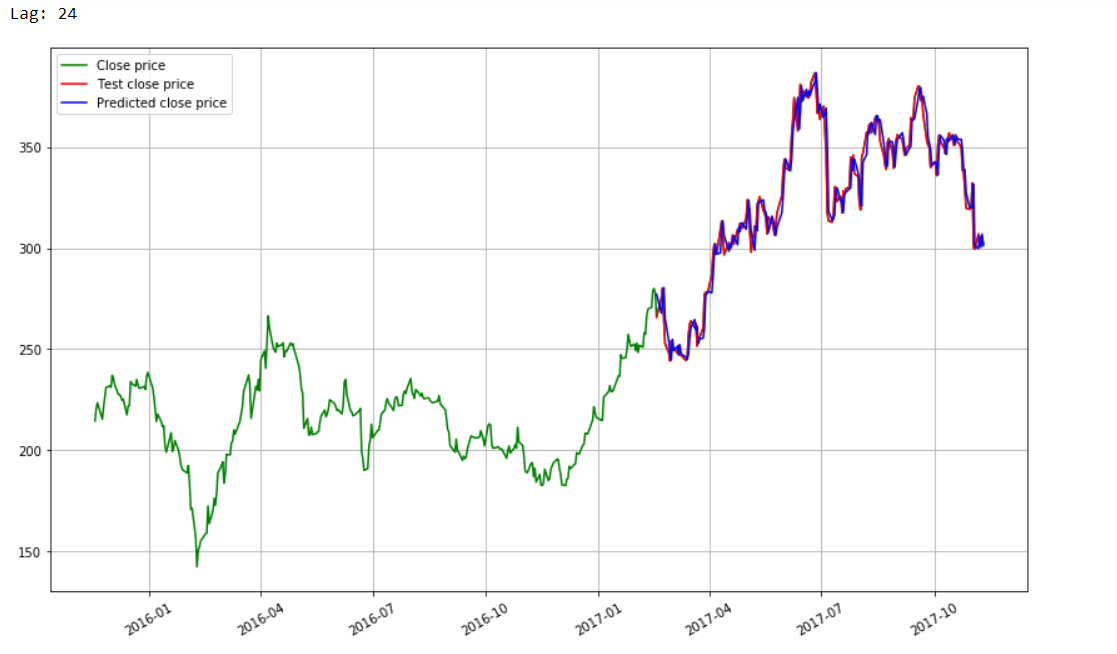 Lag: 24
Close price
Test close price
Predicted close price
350
300
250
200
150
2016-01 2016-04 2016-07 2016-10 2017-01 2017-04 2017-07 2017-10